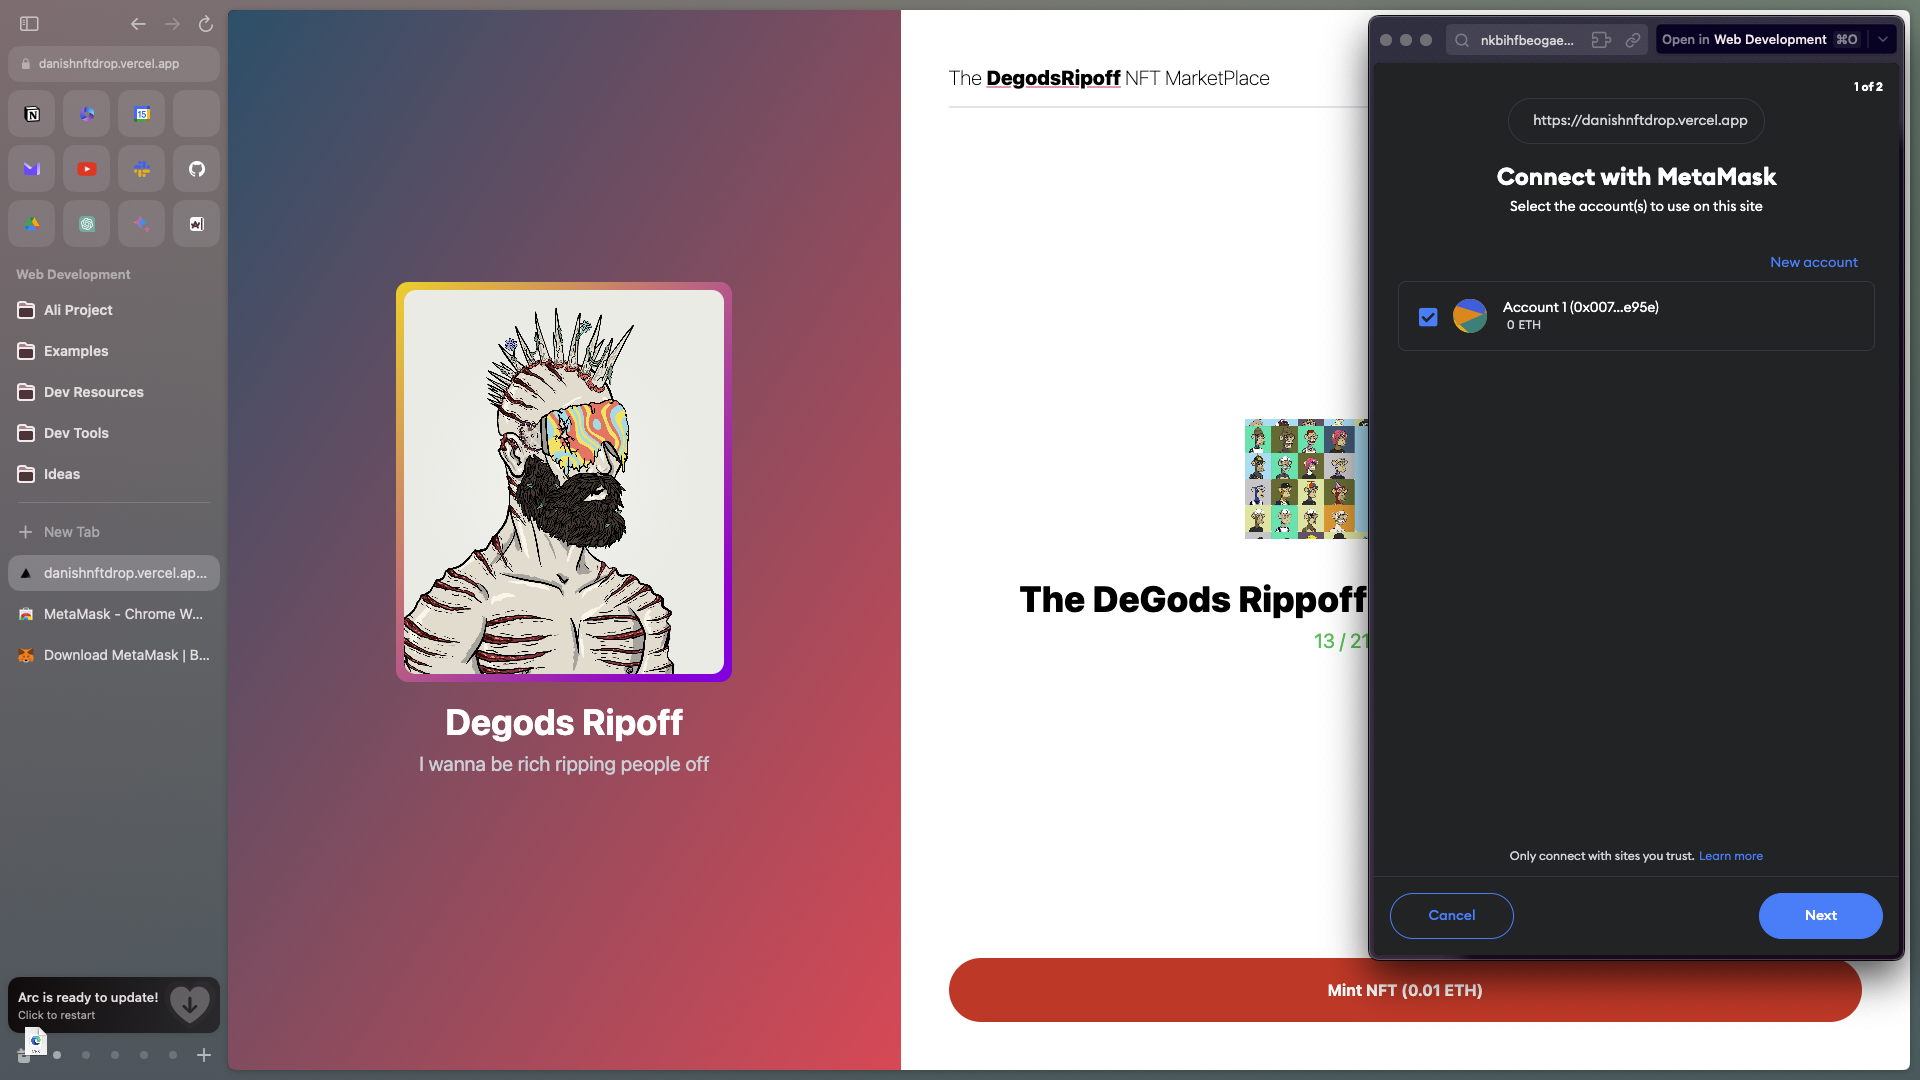 danishnftdrop.vercel.app
15
Web Development
Ali Project
Examples
Dev Resources
Dev Tools
Ideas
New Tab
danishnftdrop.vercel.ap...
MetaMask - Chrome W...
Download MetaMask | B...
Arc is ready to update!
Click to restart
Degods Ripoff
I wanna be rich ripping people off
The DegodsRipoff NFT MarketPlace
The DeGods Rippoff
13 / 21
Mint NFT (0.01 ETH)
nkbihfbeogae...
Open in Web Development ⌘O
1 of 2
https://danishnftdrop.vercel.app
Connect with MetaMask
Select the account(s) to use on this site
New account
Account 1 (0x007...e95e)
0 ETH
Only connect with sites you trust. Learn more
Cancel
Next